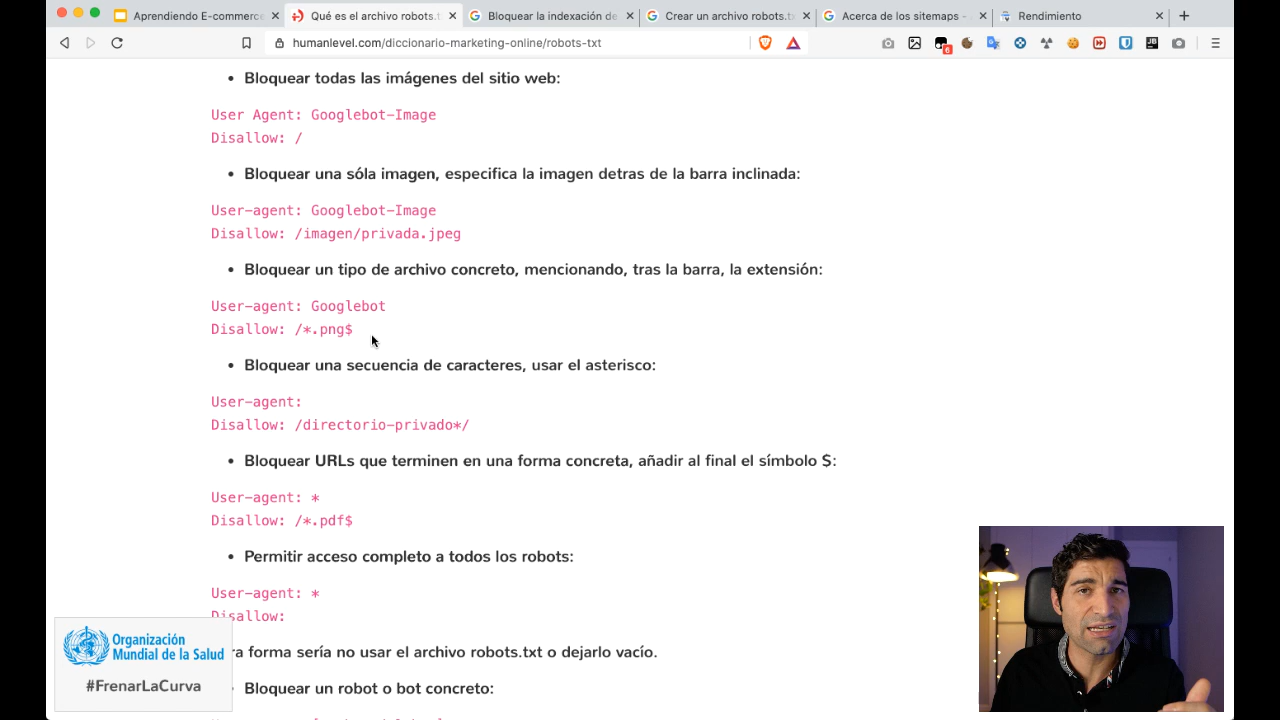 Aprendiendo E-commerce
Qué es el archivo robots.t
Bloquear la indexación de
Crear un archivo robots.tx
Acerca de los sitemaps -
Rendimiento
humanlevel.com/diccionario-marketing-online/robots-txt
6
JB
• Bloquear todas las imágenes del sitio web:
User Agent: Googlebot-Image
Disallow: /
• Bloquear una sóla imagen, especifica la imagen detras de la barra inclinada:
User-agent: Googlebot-Image
Disallow: /imagen/privada.jpeg
• Bloquear un tipo de archivo concreto, mencionando, tras la barra, la extensión:
User-agent: Googlebot
Disallow: /*.png$
• Bloquear una secuencia de caracteres, usar el asterisco:
User-agent:
Disallow: /directorio-privado*/
• Bloquear URLs que terminen en una forma concreta, añadir al final el símbolo $:
User-agent: *
Disallow: /*.pdf$
• Permitir acceso completo a todos los robots:
User-agent: *
Disallow:
ra forma sería no usar el archivo robots.txt o dejarlo vacío.
Bloquear un robot o bot concreto:
Organización
Mundial de la Salud
#FrenarLaCurva